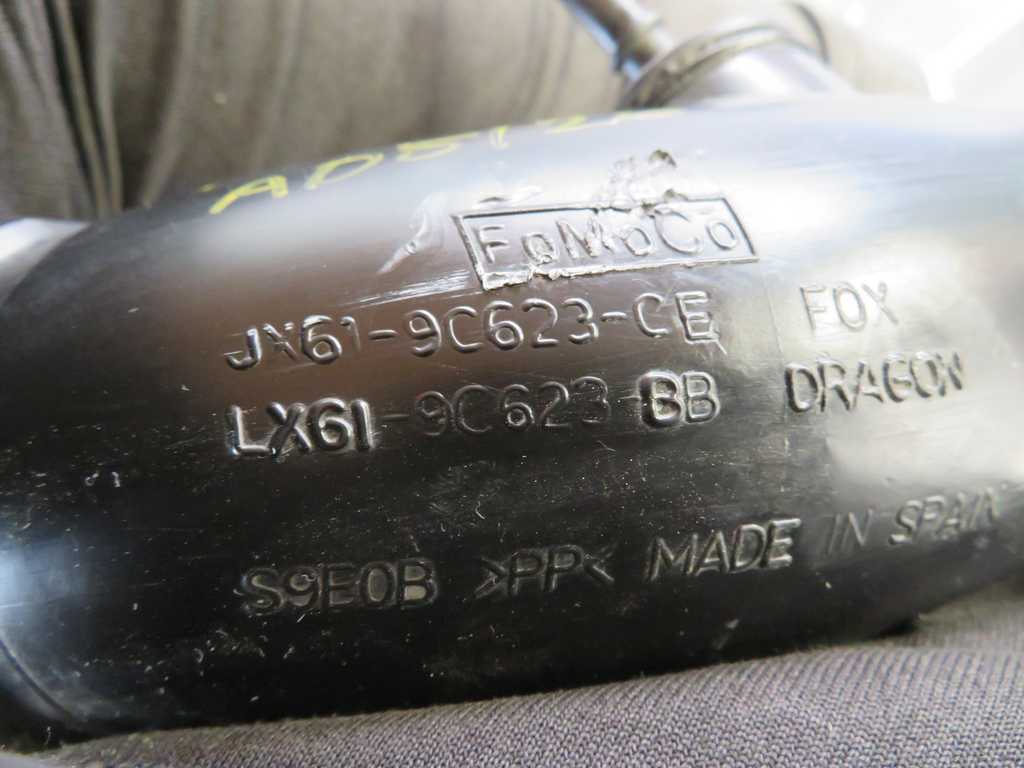 FoMoCo
JX61-9C623-CE FOX
LX61-9C623-BB DRAGON
S9E0B >PP< MADE IN SPAIN